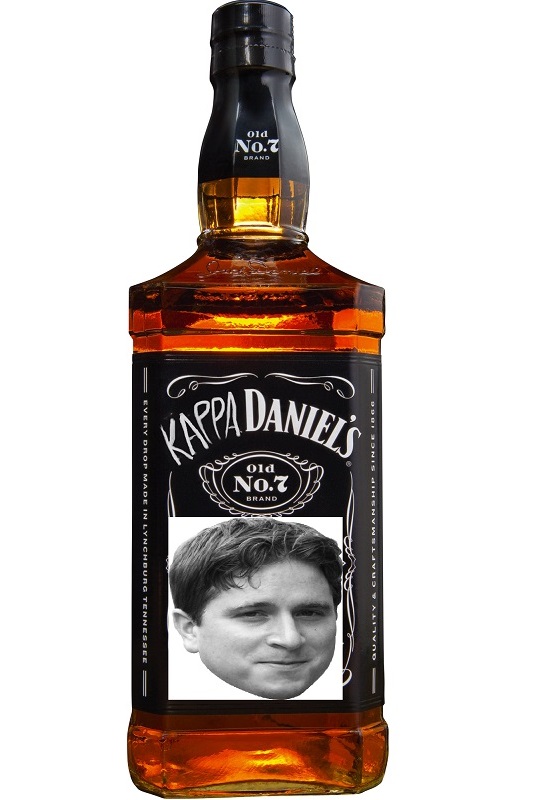 Old
No.7
BRAND
KAPPA DANIEL'S
®
Old
No.7
BRAND
EVERY DROP MADE IN LYNCHBURG TENNESSEE
QUALITY & CRAFTSMANSHIP SINCE 1866